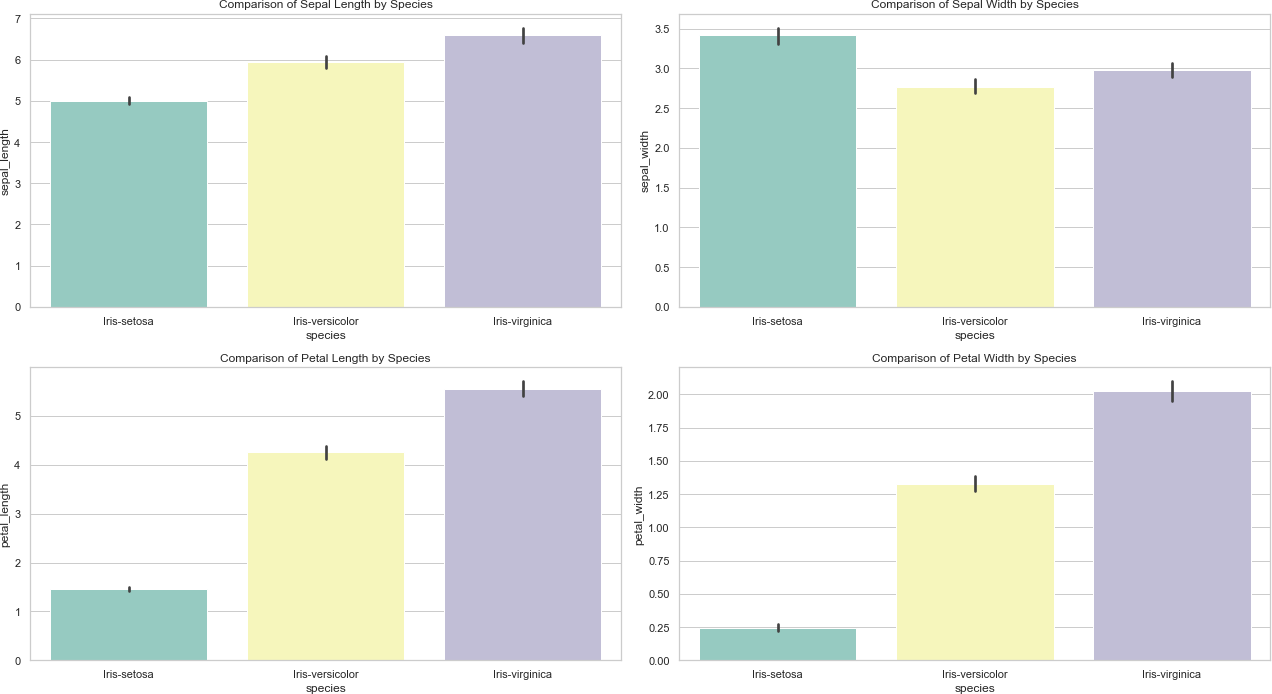 Comparison of Sepal Length by Species
7
6
5
4
3
2
1
0
sepal_length
Iris-setosa
Iris-versicolor
Iris-virginica
species
Comparison of Sepal Width by Species
3.5
3.0
2.5
2.0
1.5
1.0
0.5
0.0
sepal_width
Iris-setosa
Iris-versicolor
Iris-virginica
species
Comparison of Petal Length by Species
5
4
3
2
1
0
petal_length
Iris-setosa
Iris-versicolor
Iris-virginica
species
Comparison of Petal Width by Species
2.00
1.75
1.50
1.25
1.00
0.75
0.50
0.25
0.00
petal_width
Iris-setosa
Iris-versicolor
Iris-virginica
species